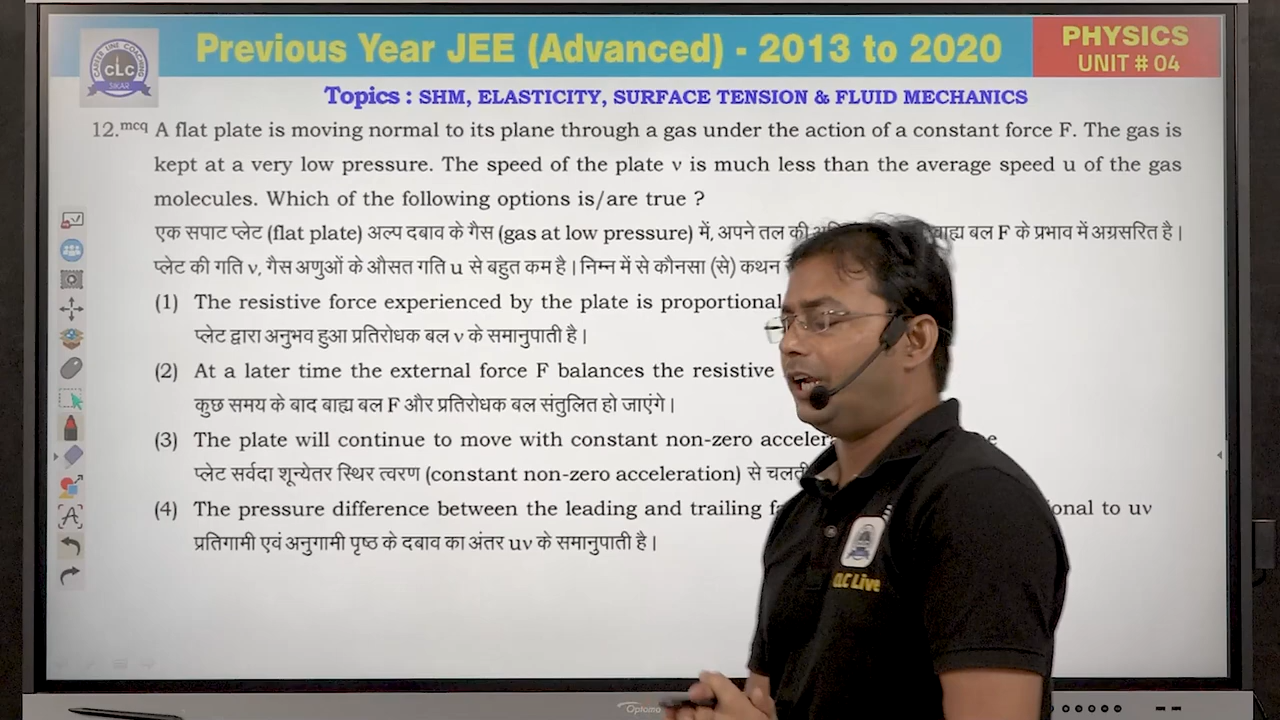 Previous Year JEE (Advanced) - 2013 to 2020
PHYSICS
UNIT # 04
CAREER LINE COACHING
CLC
SIKAR
Topics : SHM, ELASTICITY, SURFACE TENSION & FLUID MECHANICS
12.mcq A flat plate is moving normal to its plane through a gas under the action of a constant force F. The gas is
kept at a very low pressure. The speed of the plate v is much less than the average speed u of the gas
molecules. Which of the following options is/are true ?
एक सपाट प्लेट (flat plate) अल्प दबाव के गैस (gas at low pressure) में, अपने तल की बाह्य बल F के प्रभाव में अग्रसरित है।
प्लेट की गति v, गैस अणुओं के औसत गति u से बहुत कम है। निम्न में से कौनसा (से) कथन
(1) The resistive force experienced by the plate is proportional
प्लेट द्वारा अनुभव हुआ प्रतिरोधक बल v के समानुपाती है।
(2) At a later time the external force F balances the resistive
कुछ समय के बाद बाह्य बल F और प्रतिरोधक बल संतुलित हो जाएंगे।
(3) The plate will continue to move with constant non-zero
प्लेट सर्वदा शून्येतर स्थिर त्वरण (constant non-zero acceleration) से
(4) The pressure difference between the leading and trailing to uv
प्रतिगामी एवं अनुगामी पृष्ठ के दबाव का अंतर uv के समानुपाती है।
CLC Live
Optoma